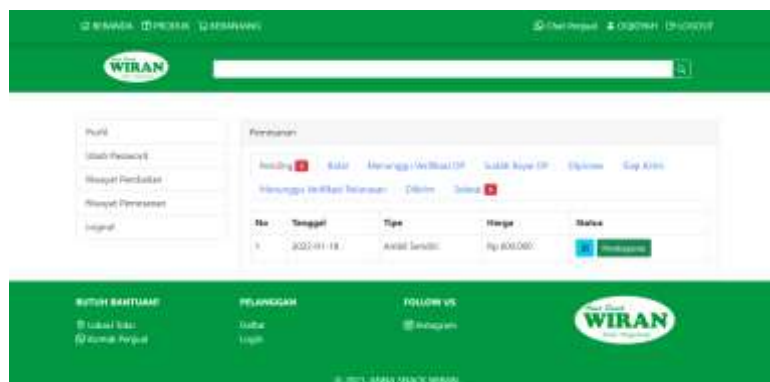 BERANDA PRODUK KERANJANG
Chat Penjual LOGOUT
WIRAN
Profil
Ubah Password
Riwayat Pembelian
Riwayat Pemesanan
Logout
Pemesanan
Pending Batal Menunggu Verifikasi DP Sudah Bayar DP Diproses Siap Kirim
Menunggu Verifikasi Pelunasan Dikirim Selesai
No Tanggal Tipe Harga Status
1 2022-01-18 Ambil Sendiri Rp 600.000 Pembayaran
BUTUH BANTUAN? PELANGGAN FOLLOW US
Lokasi Toko Daftar Instagram
Kontak Penjual Login
WIRAN
SNACK WIRAN